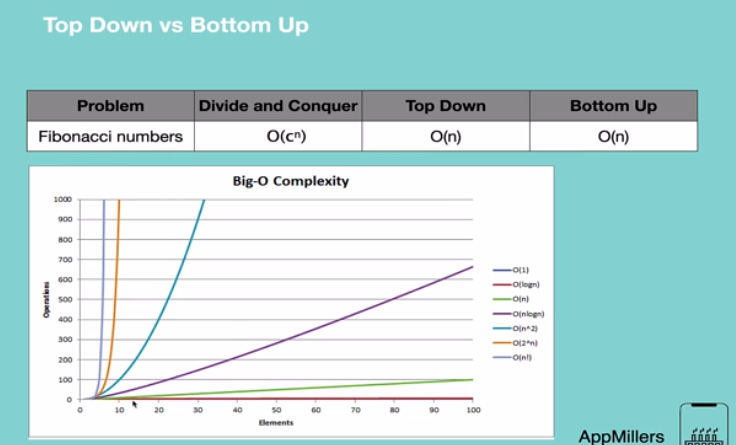 Top Down vs Bottom Up
Problem Divide and Conquer Top Down Bottom Up
Fibonacci numbers O(cⁿ) O(n) O(n)
Big-O Complexity
1000
900
800
700
600
500
400
300
200
100
0
Operations
0 10 20 30 40 50 60 70 80 90 100
Elements
O(1)
O(logn)
O(n)
O(nlogn)
O(n^2)
O(2^n)
O(n!)
AppMillers